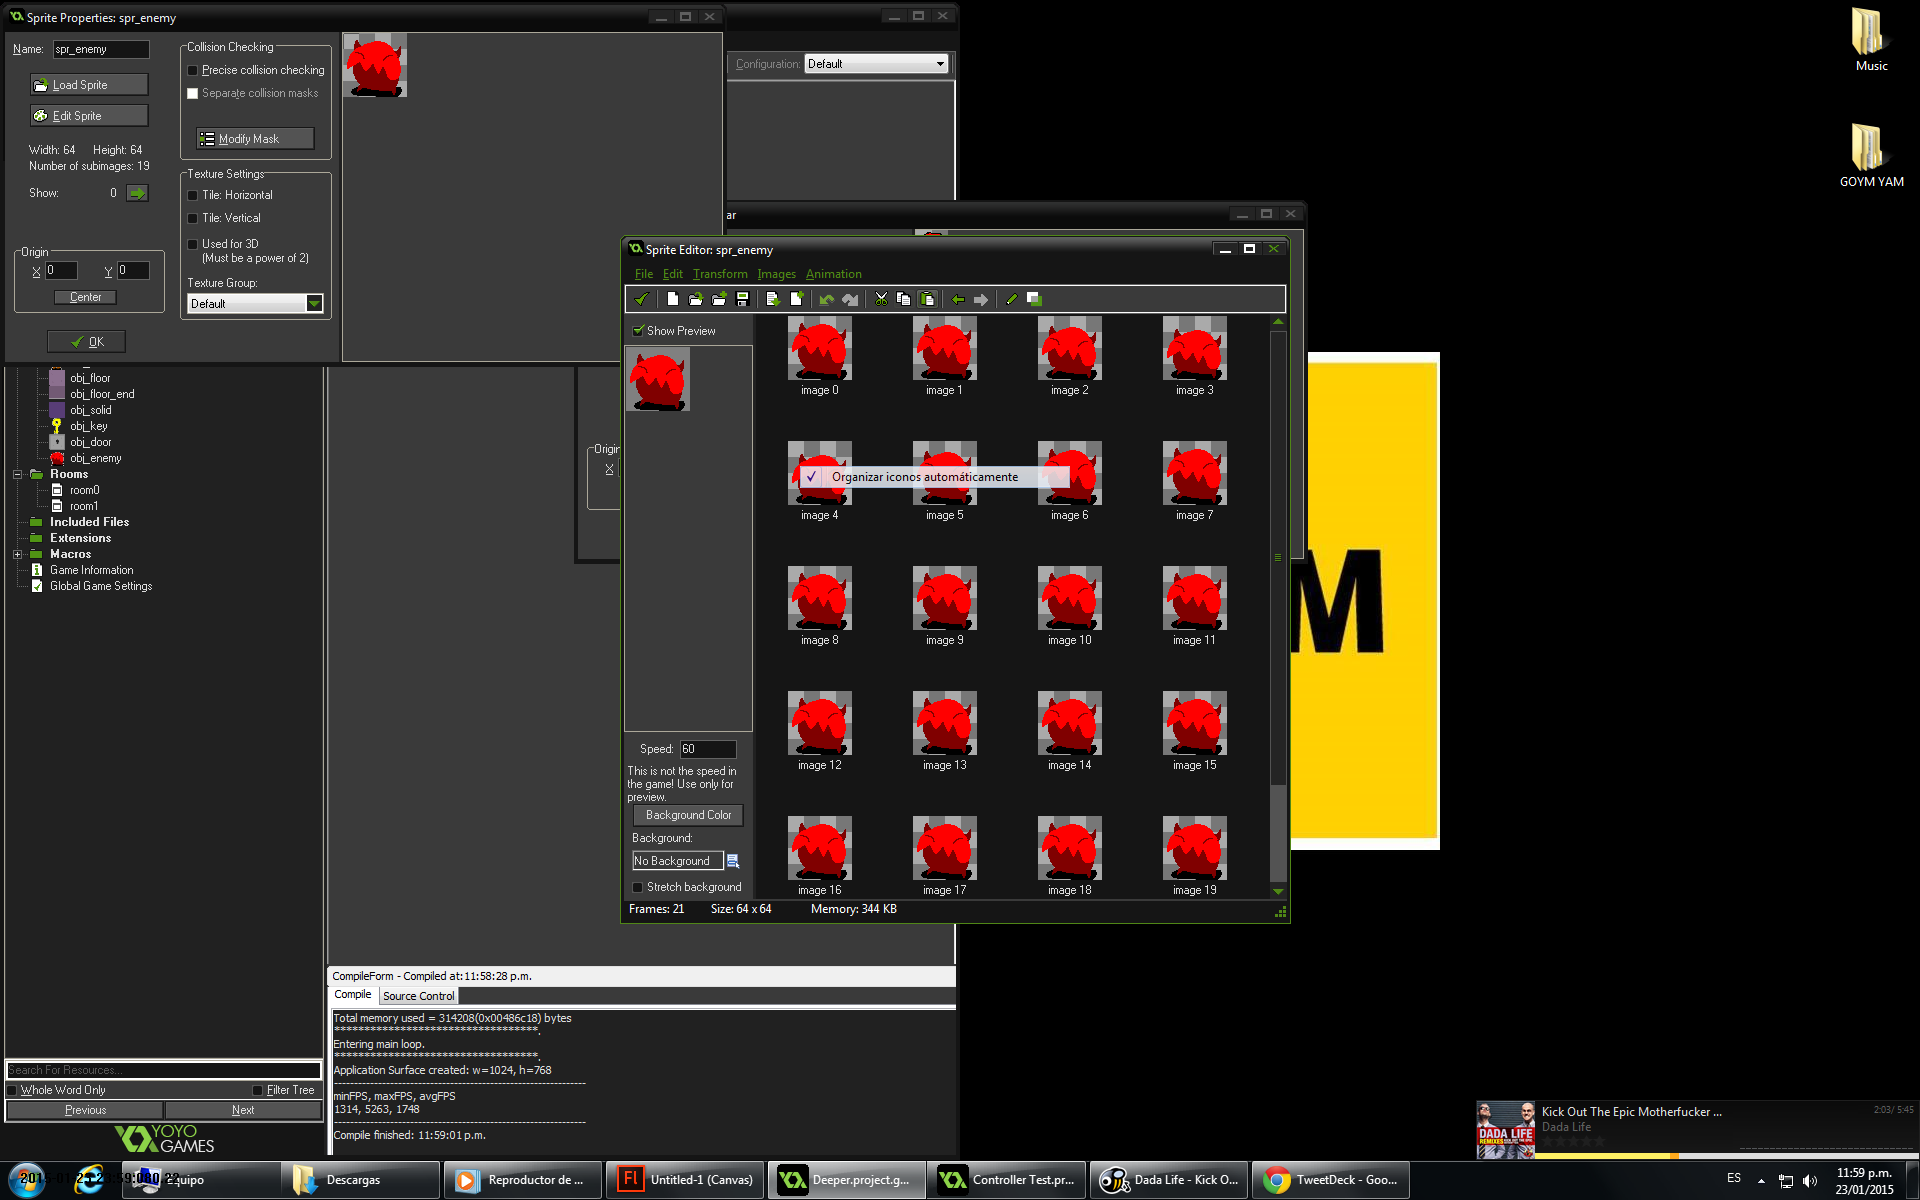 Sprite Properties: spr_enemy
Name: spr_enemy
Load Sprite
Edit Sprite
Width: 64 Height: 64
Number of subimages: 19
Show: 0
Origin
X 0 Y 0
Center
OK
Collision Checking
Precise collision checking
Separate collision masks
Modify Mask
Texture Settings
Tile: Horizontal
Tile: Vertical
Used for 3D
(Must be a power of 2)
Texture Group:
Default
Configuration: Default
ar
Origin
X
obj_floor
obj_floor_end
obj_solid
obj_key
obj_door
obj_enemy
Rooms
room0
room1
Included Files
Extensions
Macros
Game Information
Global Game Settings
Search For Resources...
Whole Word Only Filter Tree
Previous Next
YOYO
GAMES
Sprite Editor: spr_enemy
File Edit Transform Images Animation
Show Preview
image 0 image 1 image 2 image 3
Organizar iconos automáticamente
image 4 image 5 image 6 image 7
image 8 image 9 image 10 image 11
image 12 image 13 image 14 image 15
image 16 image 17 image 18 image 19
Speed: 60
This is not the speed in
the game! Use only for
preview.
Background Color
Background:
No Background
Stretch background
Frames: 21 Size: 64 x 64 Memory: 344 KB
CompileForm - Compiled at: 11:58:28 p.m.
Compile Source Control
Total memory used = 314208(0x00486c18) bytes
**********************************.
Entering main loop.
**********************************.
Application Surface created: w=1024, h=768
minFPS, maxFPS, avgFPS
1314, 5263, 1748
Compile finished: 11:59:01 p.m.
Music
GOYM YAM
M
DADA LIFE
Kick Out The Epic Motherfucker ...
Dada Life
2:03/ 5:45
Equipo
Descargas
Reproductor de ...
Untitled-1 (Canvas)
Deeper.project.g...
Controller Test.pr...
Dada Life - Kick O...
TweetDeck - Goo...
ES
11:59 p.m.
23/01/2015